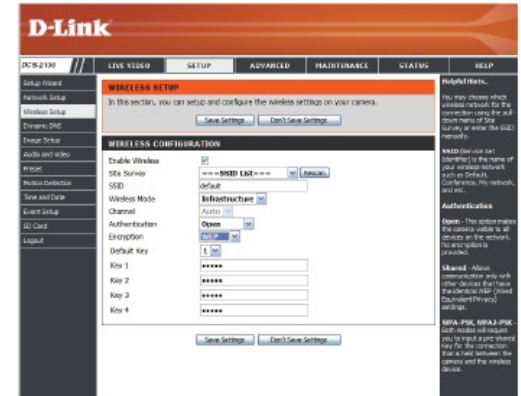 D-Link
DCS-2130
LIVE VIDEO
SETUP
ADVANCED
MAINTENANCE
STATUS
HELP
Setup Wizard
Network Setup
Wireless Setup
Dynamic DNS
Image Setup
Audio and Video
Preset
Motion Detection
Time and Date
Event Setup
SD Card
Logout
WIRELESS SETUP
In this section, you can setup and configure the wireless settings on your camera.
Save Settings
Don't Save Settings
WIRELESS CONFIGURATION
Enable Wireless
Site Survey
===SSID List===
Rescan
SSID
default
Wireless Mode
Infrastructure
Channel
Auto
Authentication
Open
Encryption
WEP
Default Key
1
Key 1
•••••
Key 2
•••••
Key 3
•••••
Key 4
•••••
Save Settings
Don't Save Settings
Helpful Hints..
You may choose which
wireless network for the
connection using the pull-
down menu of Site
Survey or enter the SSID
manually.
SSID (Service Set
Identifier) is the name of
your wireless network
such as Default,
Conference, My network,
and etc.
Authentication
Open - This option makes
the camera visible to all
devices on the network.
No encryption is
provided.
Shared - Allows
communication only with
other devices that have
the identical WEP (Wired
Equivalent Privacy)
settings.
WPA-PSK, WPA2-PSK -
Both modes will require
you to input a pre-shared
Key for the connection
that is held between the
camera and the wireless
device.